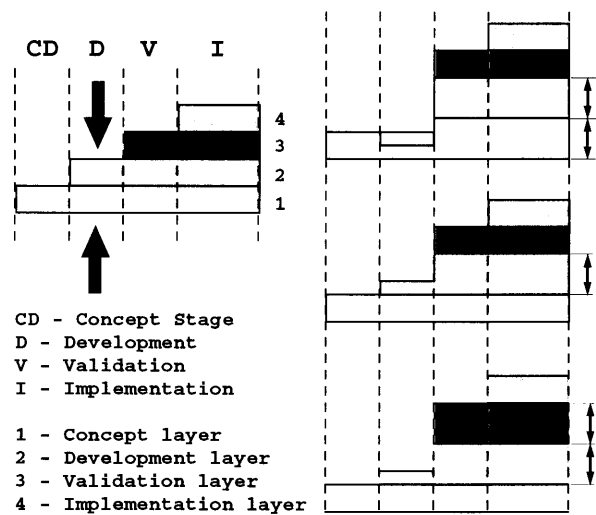 CD D V I
4
3
2
1
CD - Concept Stage
D - Development
V - Validation
I - Implementation
1 - Concept layer
2 - Development layer
3 - Validation layer
4 - Implementation layer